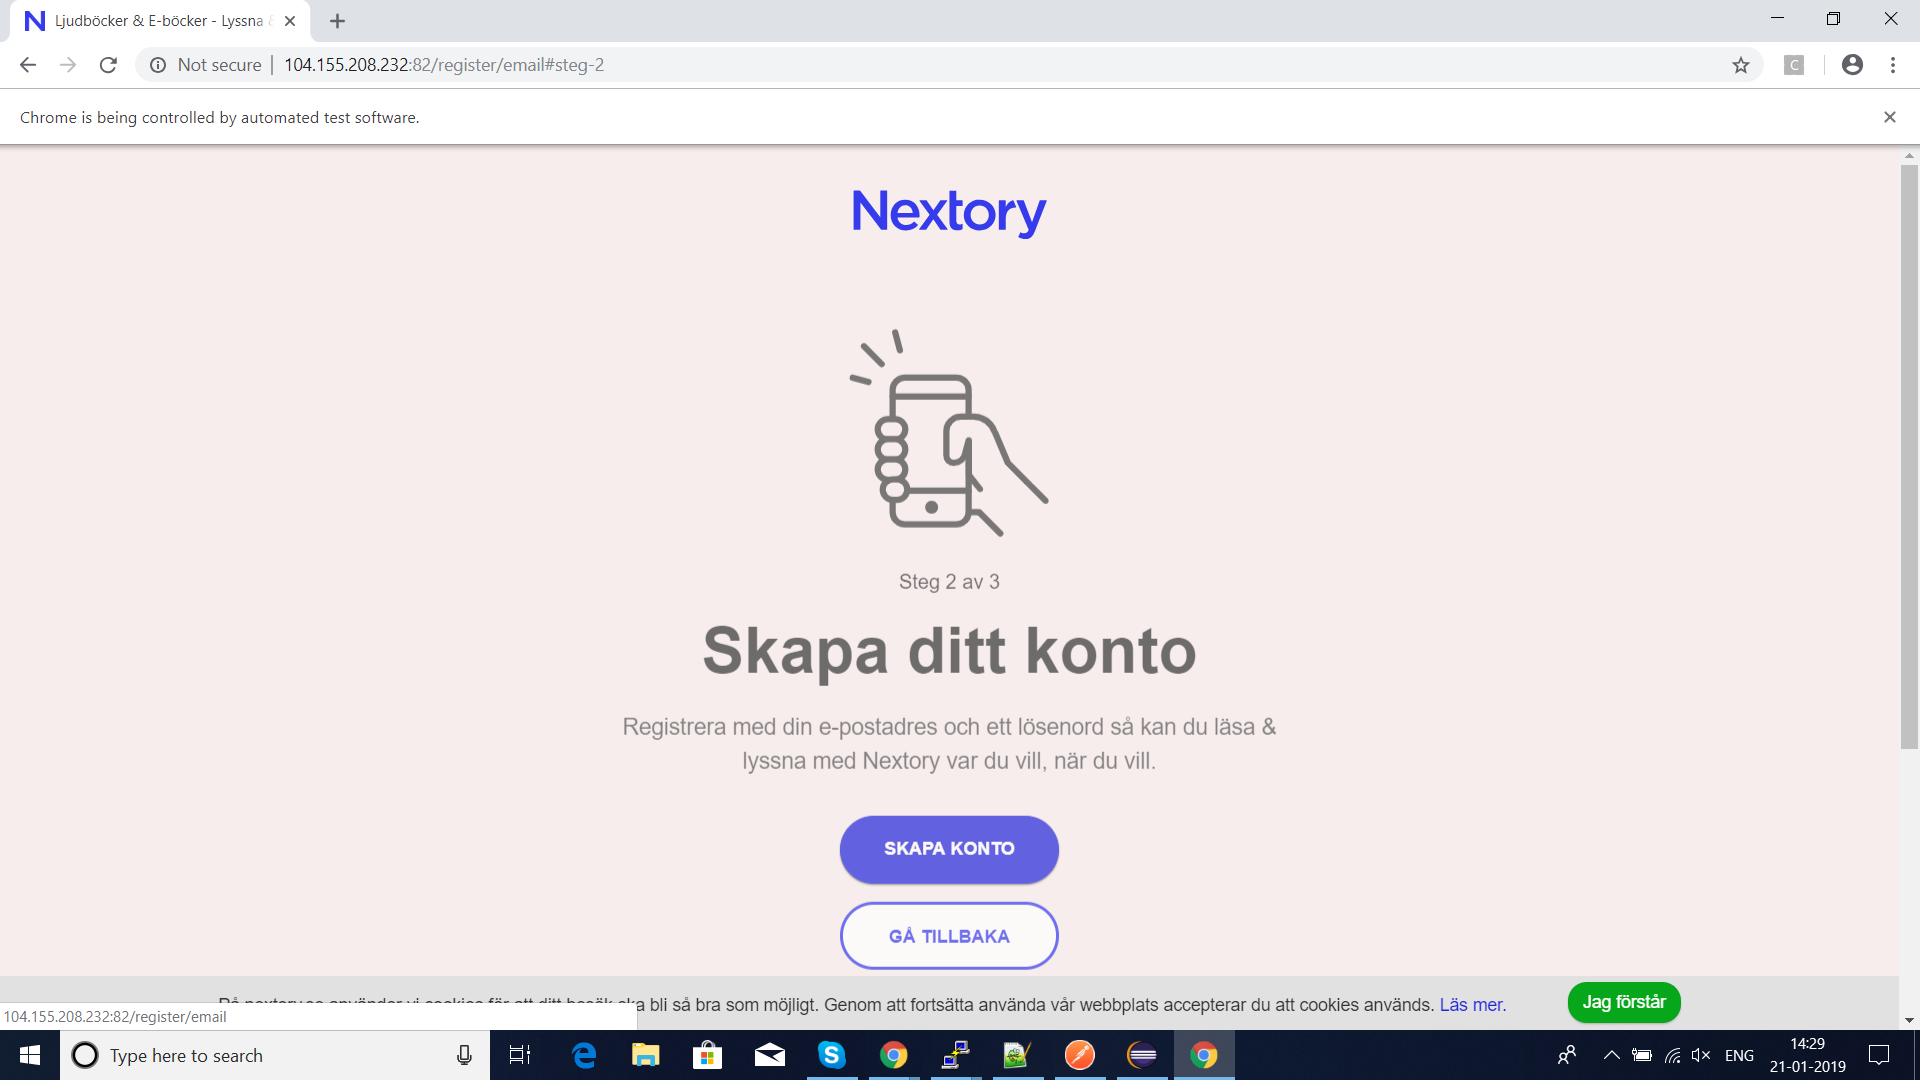 Ljudböcker & E-böcker - Lyssna
Not secure | 104.155.208.232:82/register/email#steg-2
C
Chrome is being controlled by automated test software.
Nextory
Steg 2 av 3
Skapa ditt konto
Registrera med din e-postadres och ett lösenord så kan du läsa &
lyssna med Nextory var du vill, när du vill.
SKAPA KONTO
GÅ TILLBAKA
bli så bra som möjligt. Genom att fortsätta använda vår webbplats accepterar du att cookies används. Läs mer.
Jag förstår
104.155.208.232:82/register/email
Type here to search
ENG
14:29
21-01-2019